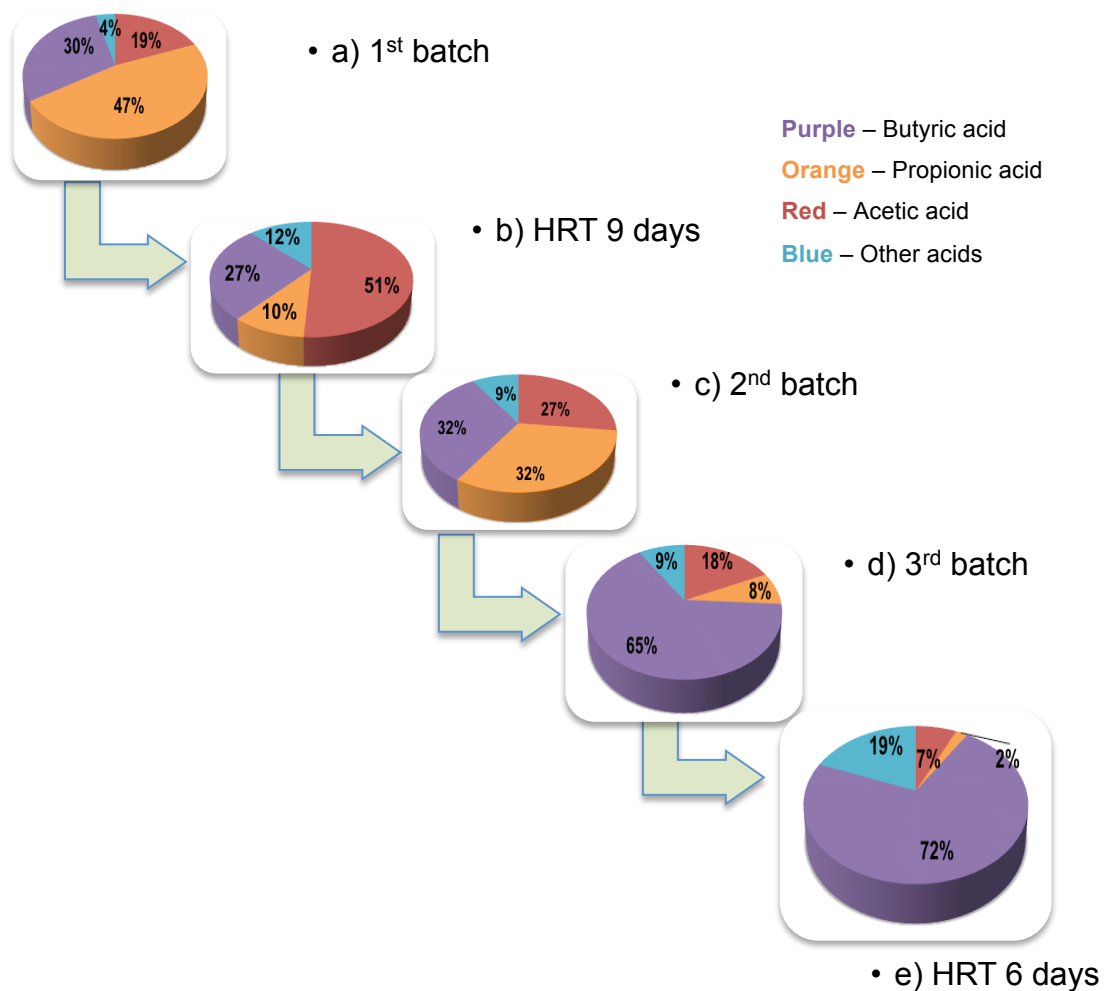 4%
30%
19%
47%
• a) 1st batch
Purple – Butyric acid
Orange – Propionic acid
Red – Acetic acid
Blue – Other acids
12%
27%
51%
10%
• b) HRT 9 days
9%
27%
32%
32%
• c) 2nd batch
9%
18%
8%
65%
• d) 3rd batch
19%
7%
2%
72%
• e) HRT 6 days